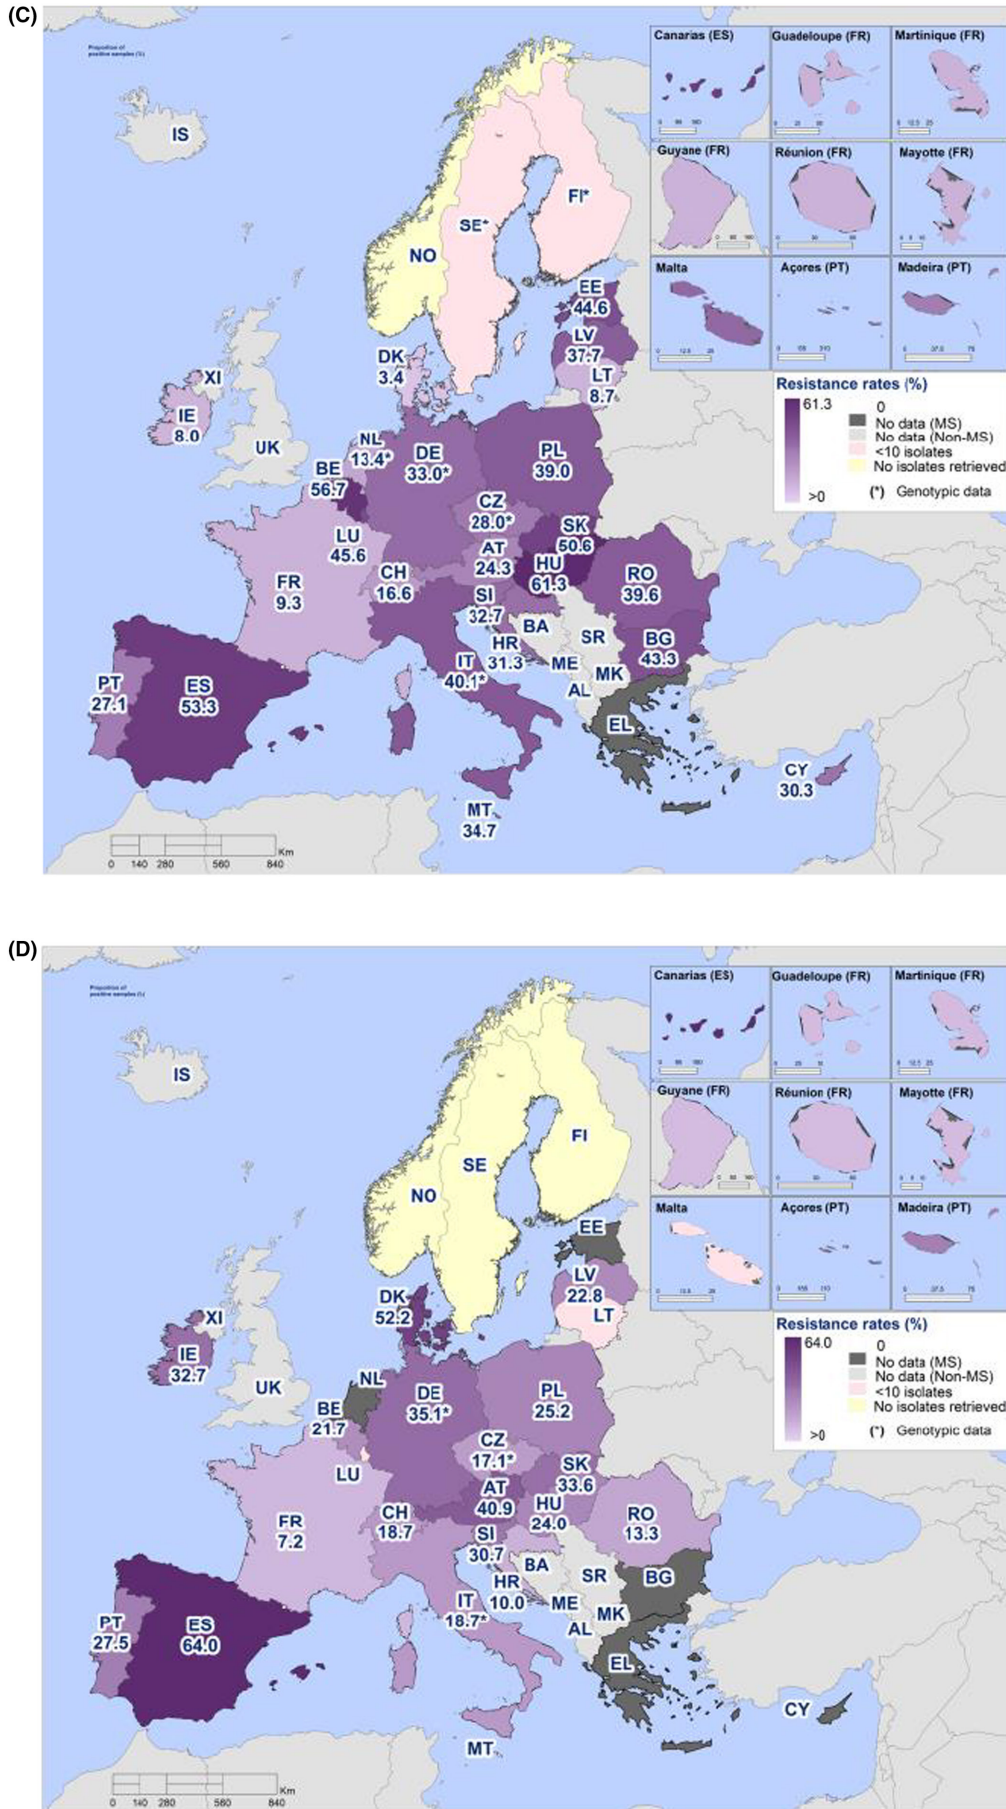 (C)
Proportion of
positive samples (%)
Canarias (ES)
Guadeloupe (FR)
Martinique (FR)
Guyane (FR)
Réunion (FR)
Mayotte (FR)
Malta
Açores (PT)
Madeira (PT)
IS
FI*
SE*
NO
EE
44.6
LV
37.7
LT
8.7
DK
3.4
XI
IE
8.0
UK
NL
13.4*
BE
56.7
DE
33.0*
PL
39.0
CZ
28.0*
SK
50.6
LU
45.6
AT
24.3
HU
61.3
CH
16.6
FR
9.3
RO
39.6
SI
32.7
BA
SR
BG
43.3
HR
31.3
ME
MK
AL
IT
40.1*
PT
27.1
ES
53.3
EL
CY
30.3
MT
34.7
Resistance rates (%)
61.3
>0
0
No data (MS)
No data (Non-MS)
<10 isolates
No isolates retrieved
(*) Genotypic data
Km
0 140 280 560 840
(D)
Proportion of
positive samples (%)
Canarias (ES)
Guadeloupe (FR)
Martinique (FR)
Guyane (FR)
Réunion (FR)
Mayotte (FR)
Malta
Açores (PT)
Madeira (PT)
IS
FI
SE
NO
EE
LV
22.8
LT
DK
52.2
XI
IE
32.7
UK
NL
BE
21.7
DE
35.1*
PL
25.2
CZ
17.1*
SK
33.6
LU
AT
40.9
HU
24.0
CH
18.7
FR
7.2
RO
13.3
SI
30.7
BA
SR
BG
HR
10.0
ME
MK
AL
IT
18.7*
PT
27.5
ES
64.0
EL
CY
MT
Resistance rates (%)
64.0
>0
0
No data (MS)
No data (Non-MS)
<10 isolates
No isolates retrieved
(*) Genotypic data
Km
0 140 280 560 840